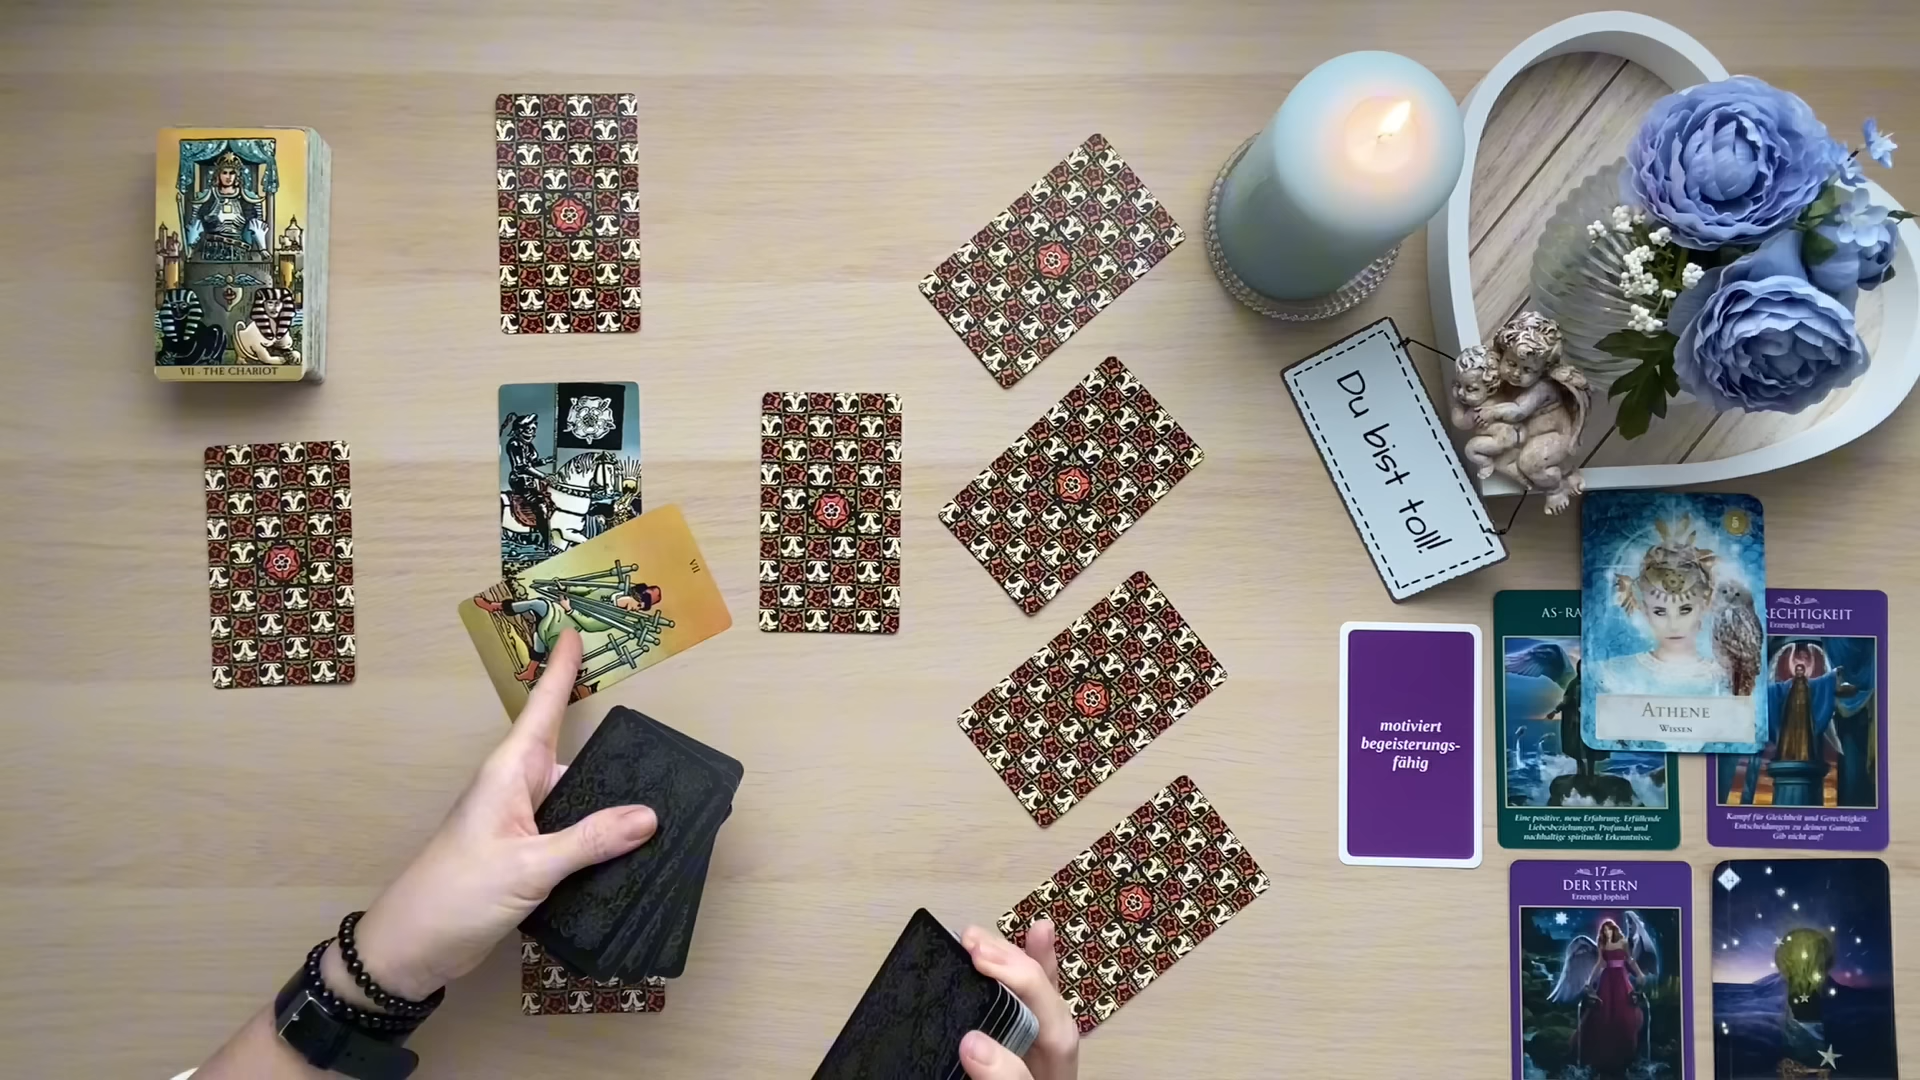 VII - THE CHARIOT
VII
Du bist toll!
motiviert
begeisterungs-
fähig
AS-RA
Eine positive, neue Erfahrung. Erfüllende
Liebesbeziehungen. Profunde und
nachhaltige spirituelle Erkenntnisse.
5
ATHENE
WISSEN
8
RECHTIGKEIT
Erzengel Raguel
Kampf für Gleichheit und Gerechtigkeit.
Entscheidungen zu deinen Gunsten.
Gib nicht auf!
17
DER STERN
Erzengel Jophiel
54